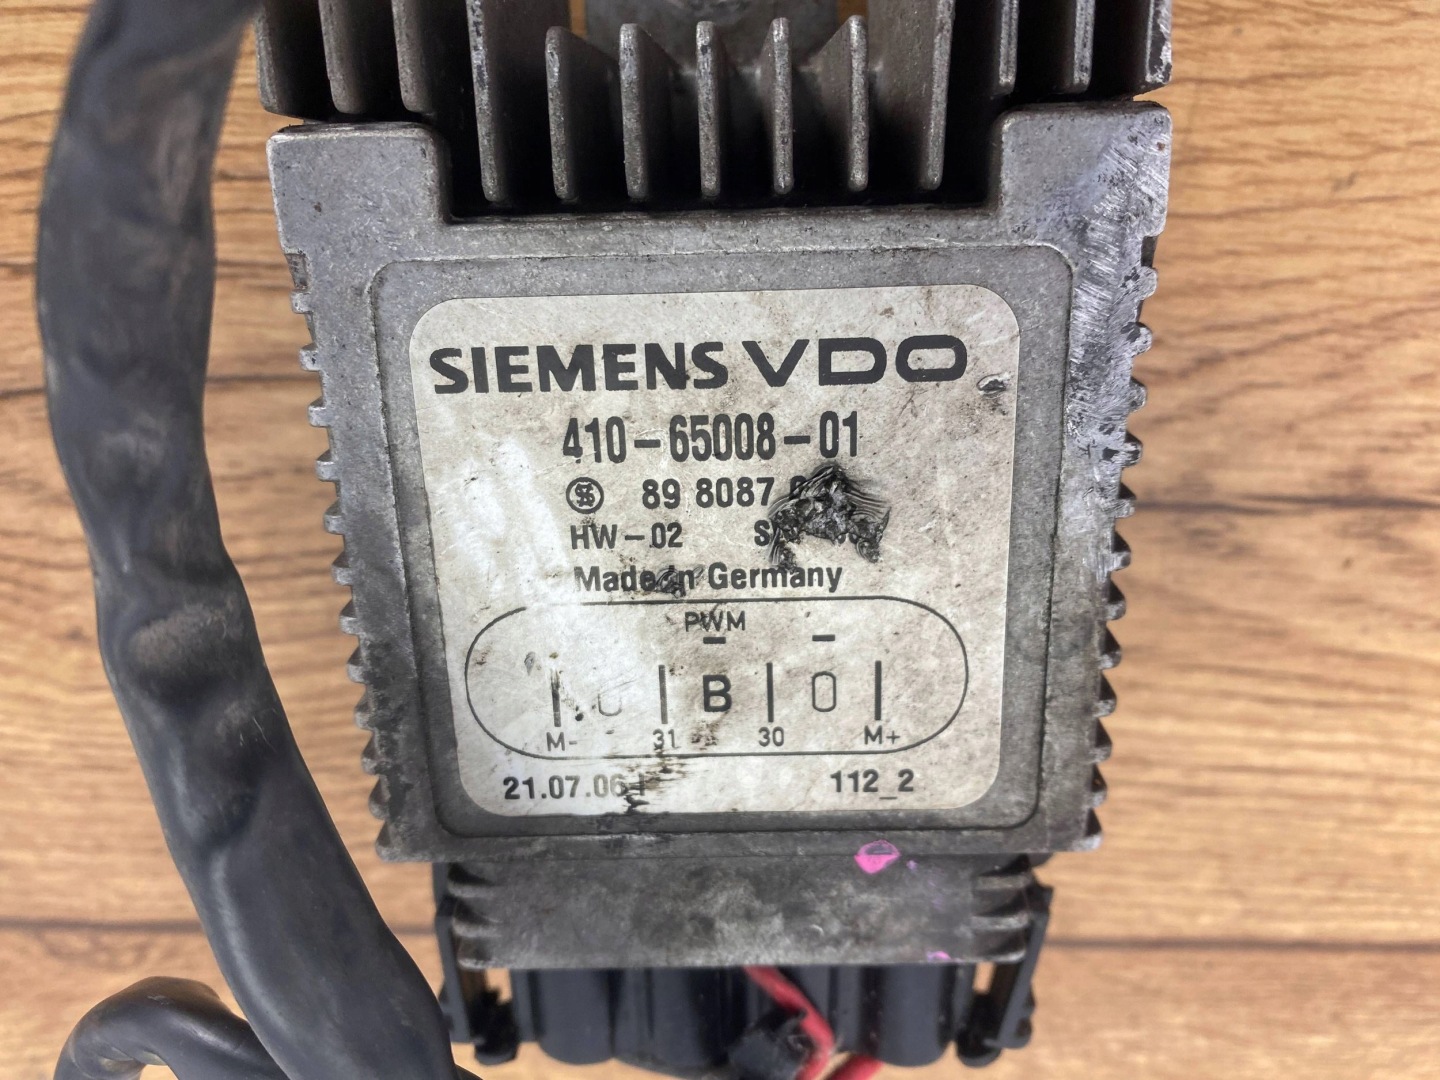 SIEMENS VDO
410-65008-01
89 8087
HW-02
Made in Germany
PWM
B
M- 31 30 M+
21.07.06 112_2